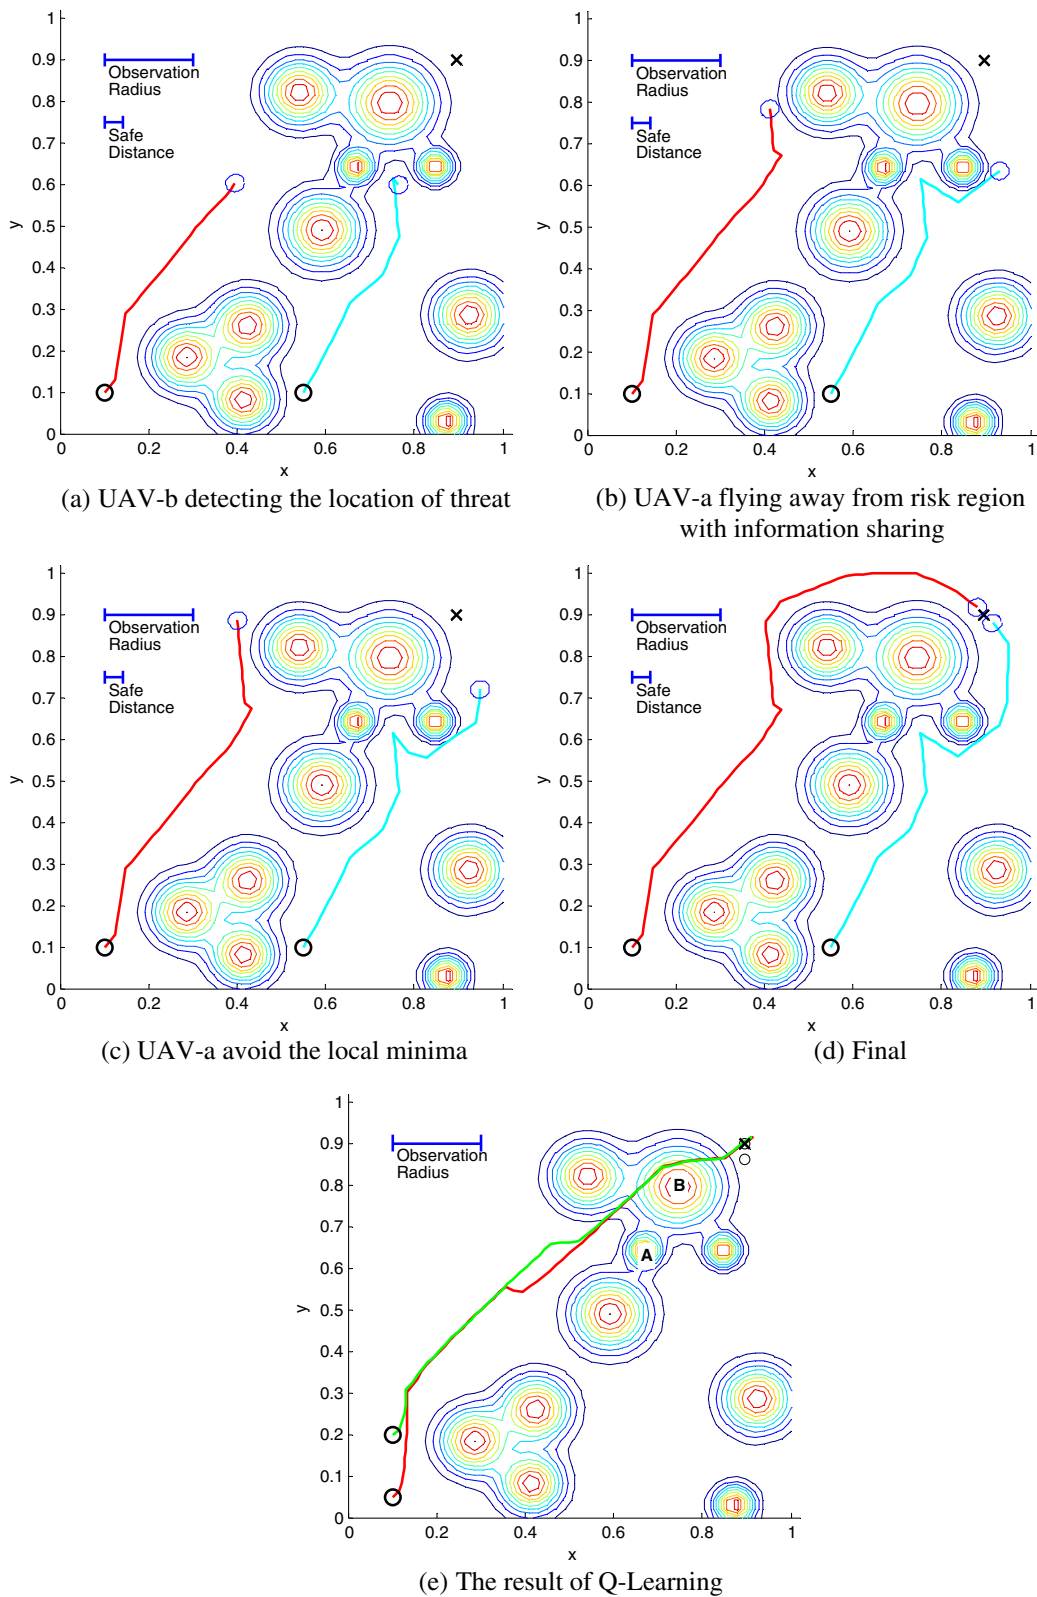 1
0.9
0.8
0.7
0.6
0.5
0.4
0.3
0.2
0.1
0
y
Observation
Radius
Safe
Distance
0 0.2 0.4 0.6 0.8 1
x
(a) UAV-b detecting the location of threat
1
0.9
0.8
0.7
0.6
0.5
0.4
0.3
0.2
0.1
0
y
Observation
Radius
Safe
Distance
0 0.2 0.4 0.6 0.8 1
x
(b) UAV-a flying away from risk region
with information sharing
1
0.9
0.8
0.7
0.6
0.5
0.4
0.3
0.2
0.1
0
y
Observation
Radius
Safe
Distance
0 0.2 0.4 0.6 0.8 1
x
(c) UAV-a avoid the local minima
1
0.9
0.8
0.7
0.6
0.5
0.4
0.3
0.2
0.1
0
y
Observation
Radius
Safe
Distance
0 0.2 0.4 0.6 0.8 1
x
(d) Final
1
0.9
0.8
0.7
0.6
0.5
0.4
0.3
0.2
0.1
0
y
Observation
Radius
B
A
0 0.2 0.4 0.6 0.8 1
x
(e) The result of Q-Learning